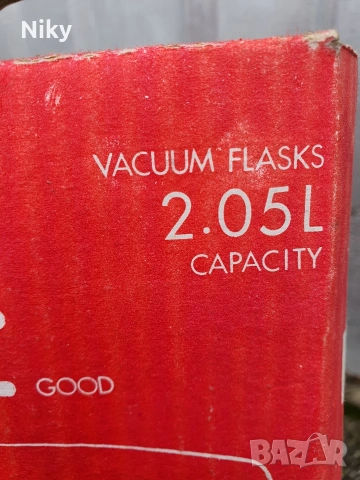 Niky
VACUUM FLASKS
2.05L
CAPACITY
GOOD
BAZAR